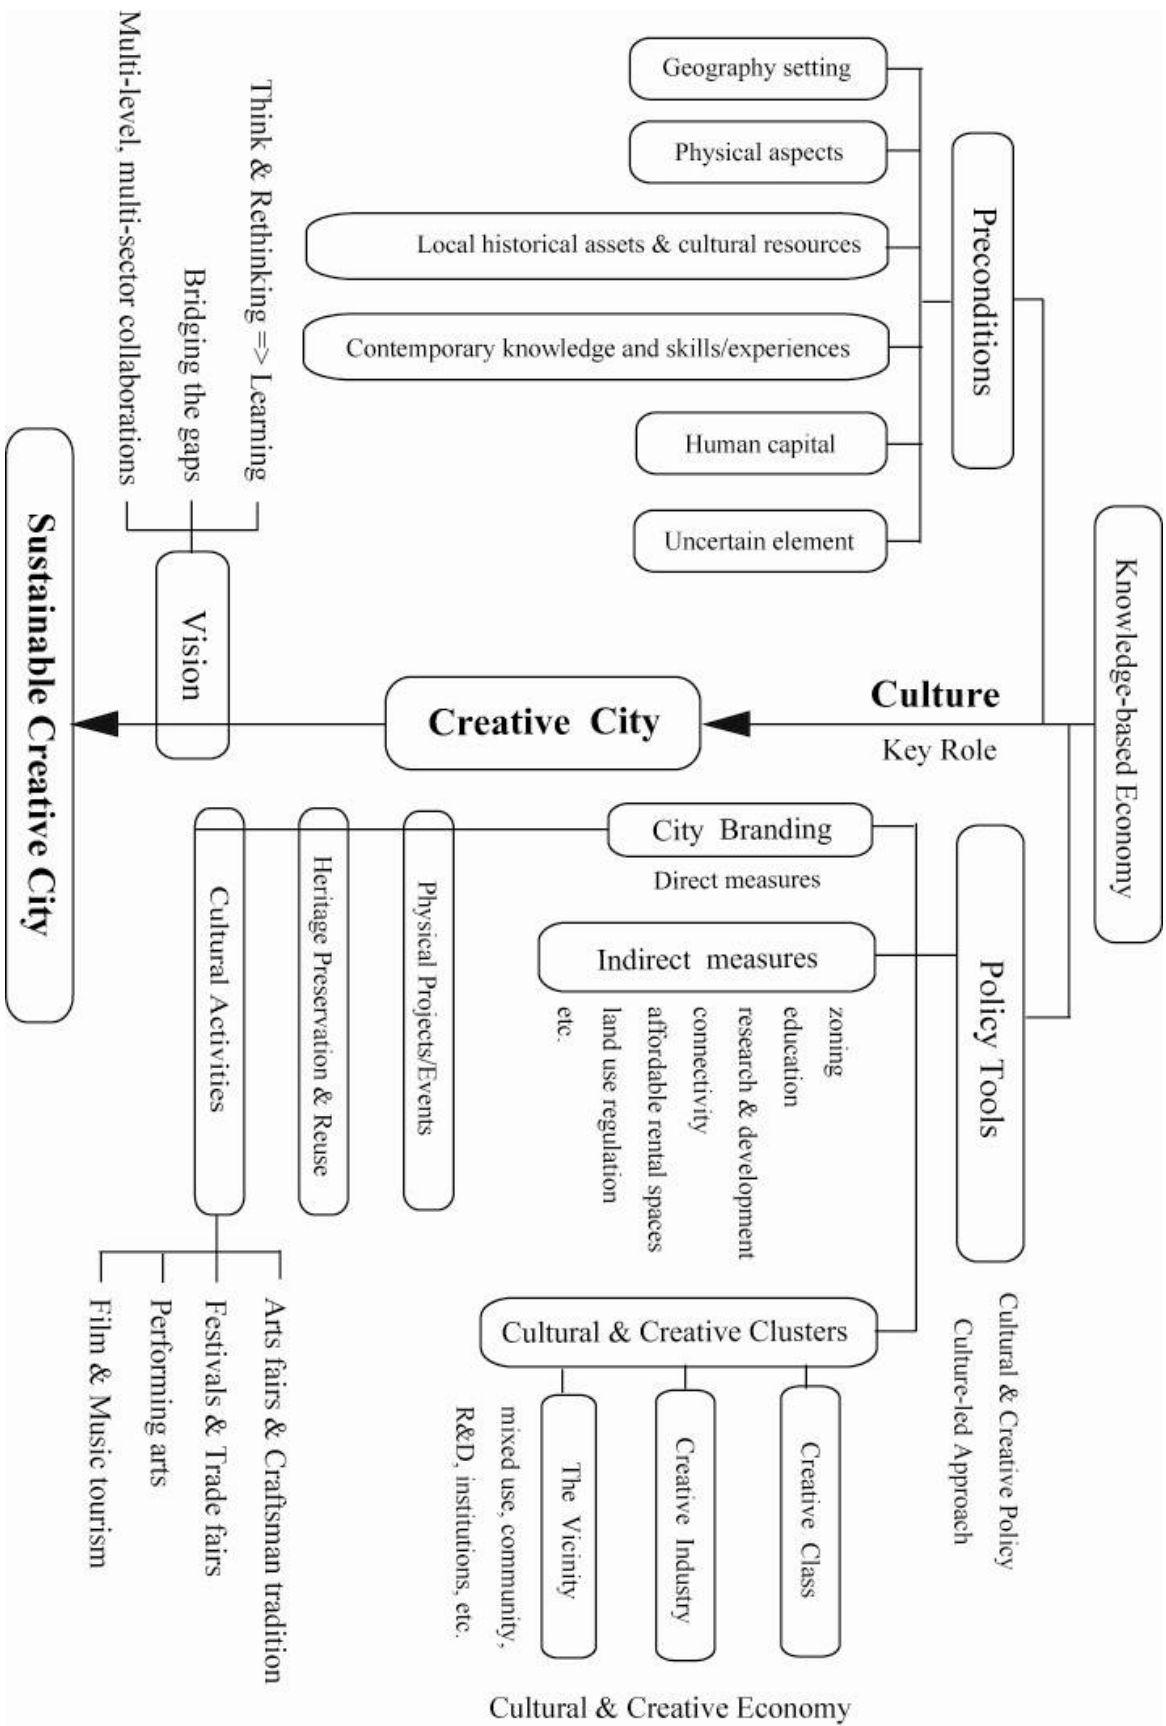 Knowledge-based Economy
Preconditions
Geography setting
Physical aspects
Local historical assets & cultural resources
Contemporary knowledge and skills/experiences
Human capital
Uncertain element
Culture
Key Role
Policy Tools
Cultural & Creative Policy
Culture-led Approach
City Branding
Direct measures
Physical Projects/Events
Heritage Preservation & Reuse
Cultural Activities
Arts fairs & Craftsman tradition
Festivals & Trade fairs
Performing arts
Film & Music tourism
Indirect measures
zoning
education
research & development
connectivity
affordable rental spaces
land use regulation
etc.
Cultural & Creative Clusters
Creative Class
Creative Industry
The Vicinity
mixed use, community,
R&D, institutions, etc.
Cultural & Creative Economy
Creative City
Vision
Think & Rethinking => Learning
Bridging the gaps
Multi-level, multi-sector collaborations
Sustainable Creative City